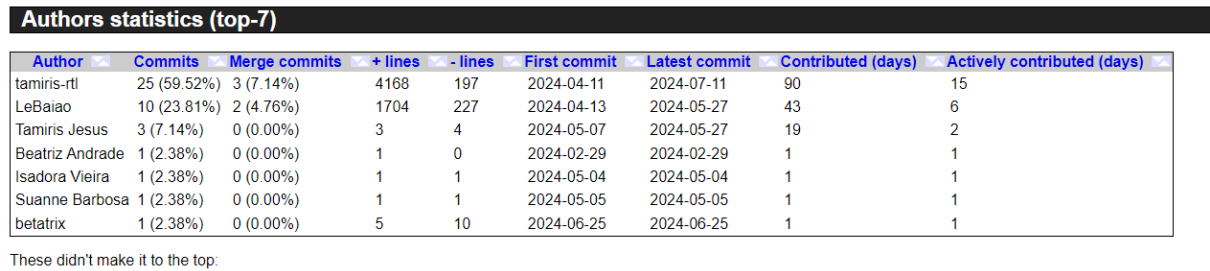 Authors statistics (top-7)
Author Commits Merge commits + lines - lines First commit Latest commit Contributed (days) Actively contributed (days)
tamiris-rtl 25 (59.52%) 3 (7.14%) 4168 197 2024-04-11 2024-07-11 90 15
LeBaiao 10 (23.81%) 2 (4.76%) 1704 227 2024-04-13 2024-05-27 43 6
Tamiris Jesus 3 (7.14%) 0 (0.00%) 3 4 2024-05-07 2024-05-27 19 2
Beatriz Andrade 1 (2.38%) 0 (0.00%) 1 0 2024-02-29 2024-02-29 1 1
Isadora Vieira 1 (2.38%) 0 (0.00%) 1 1 2024-05-04 2024-05-04 1 1
Suanne Barbosa 1 (2.38%) 0 (0.00%) 1 1 2024-05-05 2024-05-05 1 1
betatrix 1 (2.38%) 0 (0.00%) 5 10 2024-06-25 2024-06-25 1 1
These didn't make it to the top: